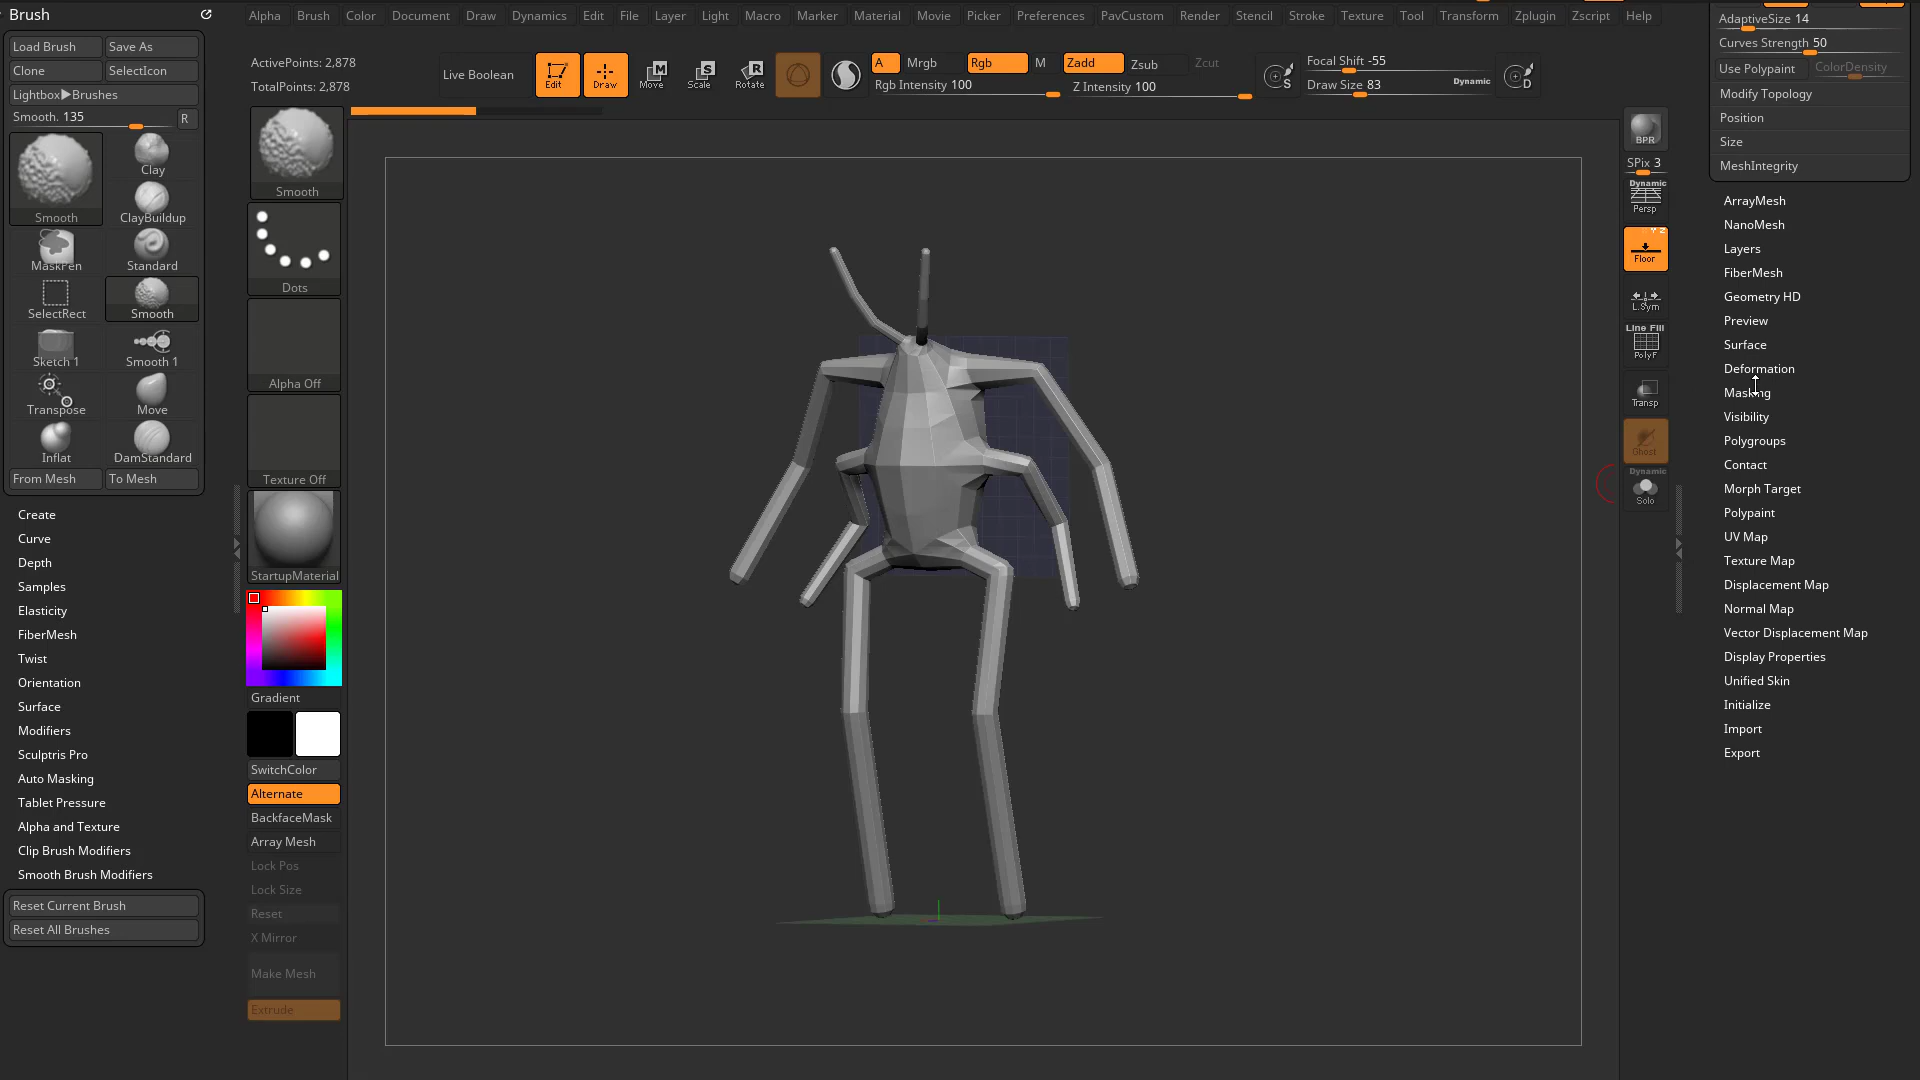 Brush
Alpha Brush Color Document Draw Dynamics Edit File Layer Light Macro Marker Material Movie Picker Preferences PavCustom Render Stencil Stroke Texture Tool Transform Zplugin Zscript Help
Load Brush Save As
Clone SelectIcon
Lightbox▶Brushes
Smooth. 135 R
Smooth
Clay
ClayBuildup
MaskPen Standard
SelectRect Smooth
Sketch 1 Smooth 1
Transpose Move
Inflat DamStandard
From Mesh To Mesh
Create
Curve
Depth
Samples
Elasticity
FiberMesh
Twist
Orientation
Surface
Modifiers
Sculptris Pro
Auto Masking
Tablet Pressure
Alpha and Texture
Clip Brush Modifiers
Smooth Brush Modifiers
Reset Current Brush
Reset All Brushes
ActivePoints: 2,878
TotalPoints: 2,878
Live Boolean
Edit
Draw
Move
Scale
Rotate
A Mrgb Rgb M Zadd Zsub Zcut
Rgb Intensity 100 Z Intensity 100
S
Focal Shift -55
Draw Size 83 Dynamic
D
Smooth
Dots
Alpha Off
Texture Off
StartupMaterial
Gradient
SwitchColor
Alternate
BackfaceMask
Array Mesh
Lock Pos
Lock Size
Reset
X Mirror
Make Mesh
Extrude
BPR
SPix 3
Dynamic
Persp
Floor
L.Sym
Line Fill
PolyF
Transp
Ghost
Dynamic
Solo
AdaptiveSize 14
Curves Strength 50
Use Polypaint ColorDensity
Modify Topology
Position
Size
MeshIntegrity
ArrayMesh
NanoMesh
Layers
FiberMesh
Geometry HD
Preview
Surface
Deformation
Masking
Visibility
Polygroups
Contact
Morph Target
Polypaint
UV Map
Texture Map
Displacement Map
Normal Map
Vector Displacement Map
Display Properties
Unified Skin
Initialize
Import
Export